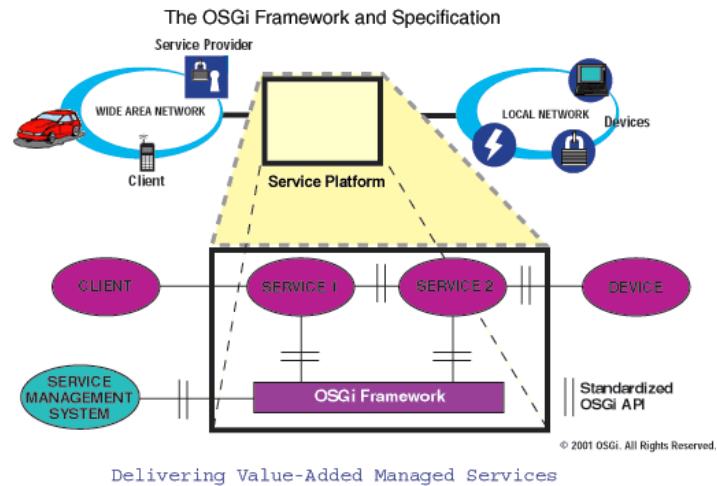 The OSGi Framework and Specification
Service Provider
WIDE AREA NETWORK
LOCAL NETWORK
Devices
Client
Service Platform
CLIENT
SERVICE 1
SERVICE 2
DEVICE
SERVICE
MANAGEMENT
SYSTEM
OSGi Framework
Standardized
OSGi API
© 2001 OSGi. All Rights Reserved.
Delivering Value-Added Managed Services